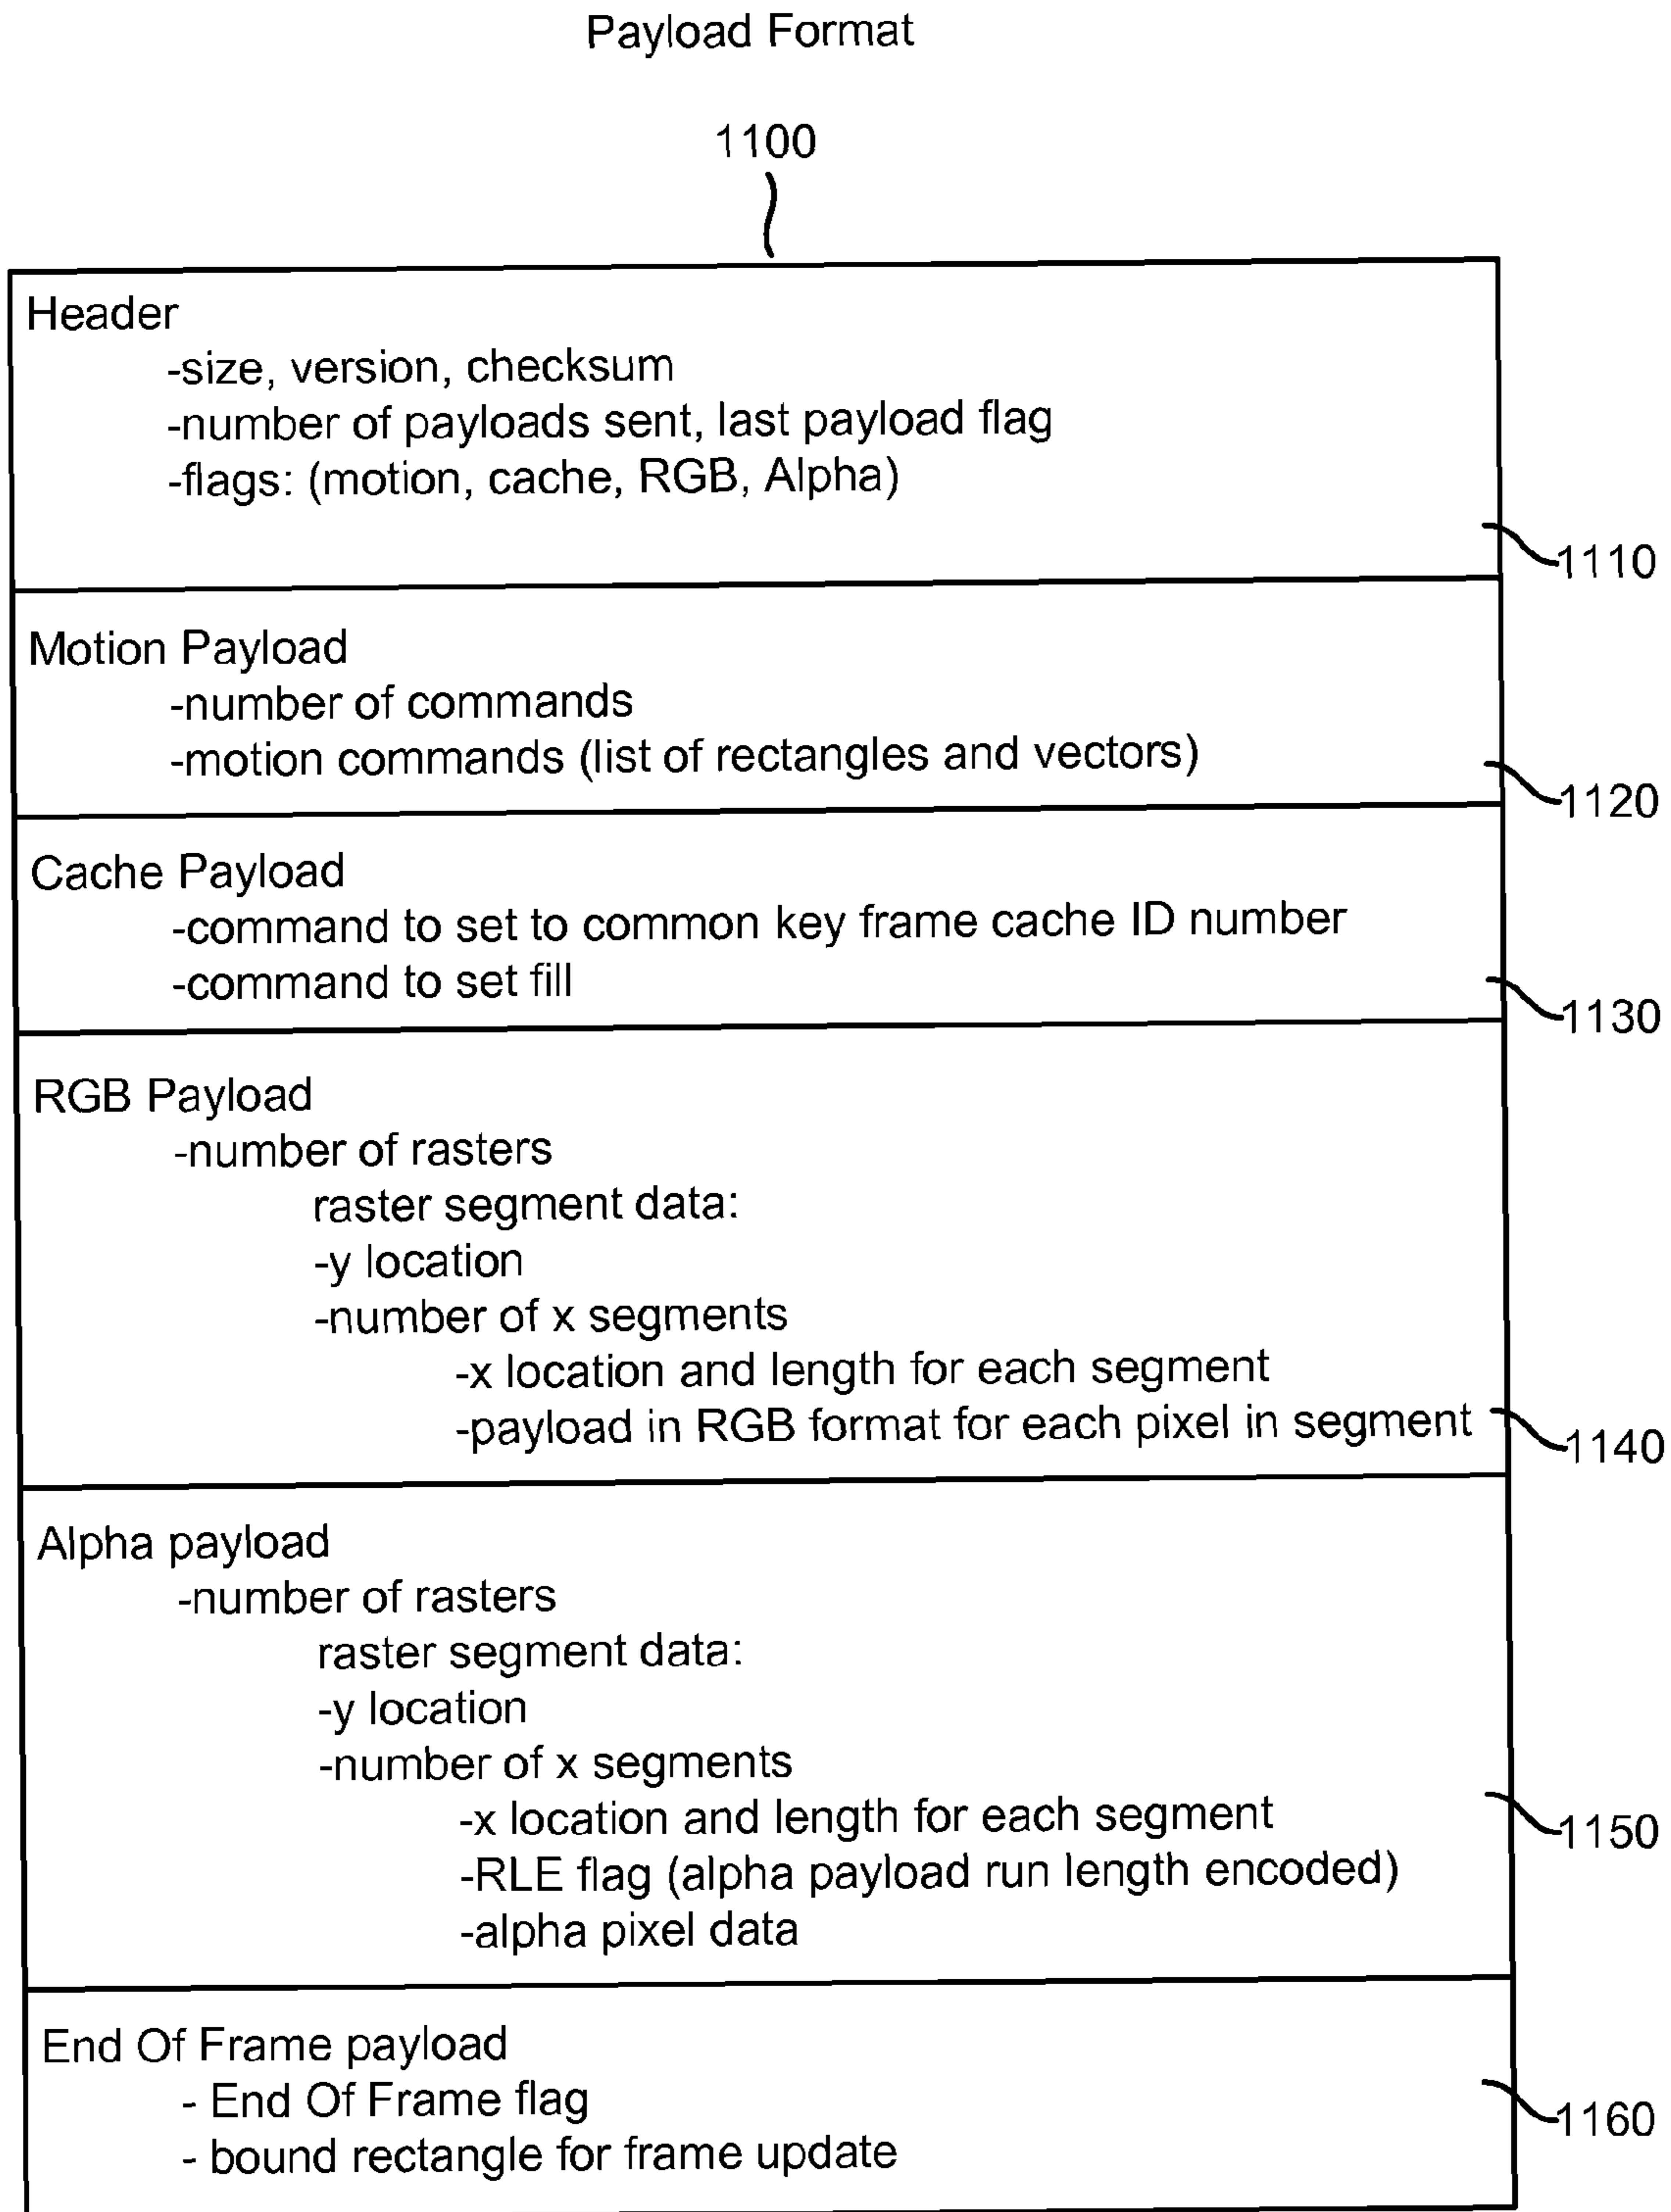 Payload Format
1100
Header
-size, version, checksum
-number of payloads sent, last payload flag
-flags: (motion, cache, RGB, Alpha)
1110
Motion Payload
-number of commands
-motion commands (list of rectangles and vectors)
1120
Cache Payload
-command to set to common key frame cache ID number
-command to set fill
1130
RGB Payload
-number of rasters
raster segment data:
-y location
-number of x segments
-x location and length for each segment
-payload in RGB format for each pixel in segment
1140
Alpha payload
-number of rasters
raster segment data:
-y location
-number of x segments
-x location and length for each segment
1150
-RLE flag (alpha payload run length encoded)
-alpha pixel data
End Of Frame payload
- End Of Frame flag
1160
- bound rectangle for frame update